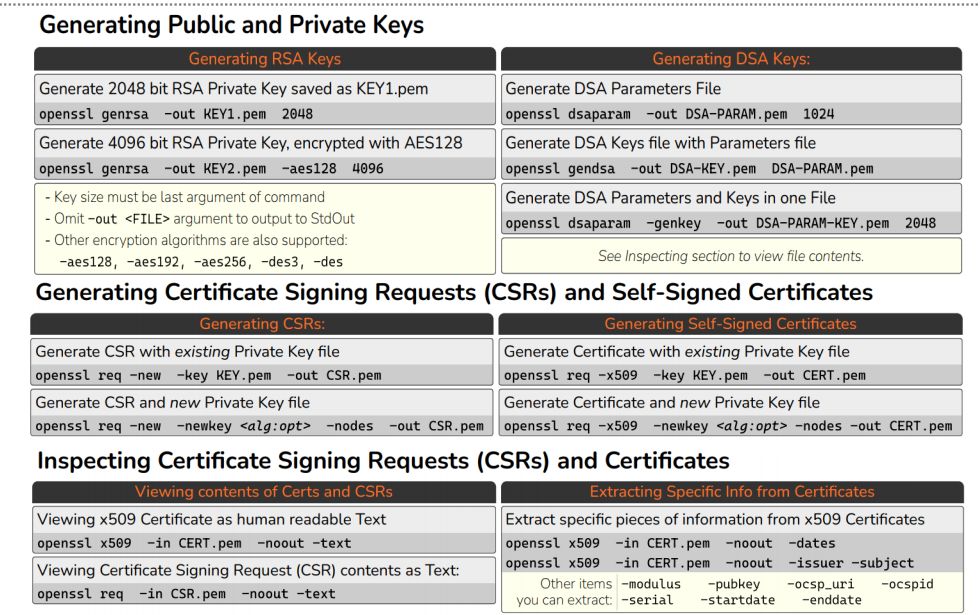 Generating Public and Private Keys
Generating RSA Keys
Generate 2048 bit RSA Private Key saved as KEY1.pem
openssl genrsa -out KEY1.pem 2048
Generate 4096 bit RSA Private Key, encrypted with AES128
openssl genrsa -out KEY2.pem -aes128 4096
- Key size must be last argument of command
- Omit -out <FILE> argument to output to StdOut
- Other encryption algorithms are also supported:
-aes128, -aes192, -aes256, -des3, -des
Generating DSA Keys:
Generate DSA Parameters File
openssl dsaparam -out DSA-PARAM.pem 1024
Generate DSA Keys file with Parameters file
openssl gendsa -out DSA-KEY.pem DSA-PARAM.pem
Generate DSA Parameters and Keys in one File
openssl dsaparam -genkey -out DSA-PARAM-KEY.pem 2048
See Inspecting section to view file contents.
Generating Certificate Signing Requests (CSRs) and Self-Signed Certificates
Generating CSRs:
Generate CSR with existing Private Key file
openssl req -new -key KEY.pem -out CSR.pem
Generate CSR and new Private Key file
openssl req -new -newkey <alg:opt> -nodes -out CSR.pem
Generating Self-Signed Certificates
Generate Certificate with existing Private Key file
openssl req -x509 -key KEY.pem -out CERT.pem
Generate Certificate and new Private Key file
openssl req -x509 -newkey <alg:opt> -nodes -out CERT.pem
Inspecting Certificate Signing Requests (CSRs) and Certificates
Viewing contents of Certs and CSRs
Viewing x509 Certificate as human readable Text
openssl x509 -in CERT.pem -noout -text
Viewing Certificate Signing Request (CSR) contents as Text:
openssl req -in CSR.pem -noout -text
Extracting Specific Info from Certificates
Extract specific pieces of information from x509 Certificates
openssl x509 -in CERT.pem -noout -dates
openssl x509 -in CERT.pem -noout -issuer -subject
Other items -modulus -pubkey -ocsp_uri -ocspid
you can extract: -serial -startdate -enddate